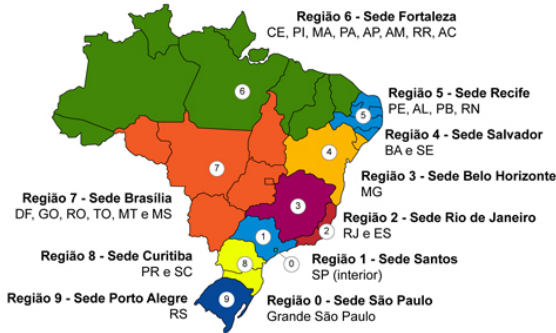 Região 6 - Sede Fortaleza
CE, PI, MA, PA, AP, AM, RR, AC
6
Região 5 - Sede Recife
PE, AL, PB, RN
5
Região 4 - Sede Salvador
BA e SE
4
Região 3 - Sede Belo Horizonte
MG
3
Região 7 - Sede Brasília
DF, GO, RO, TO, MT e MS
7
Região 2 - Sede Rio de Janeiro
RJ e ES
2
Região 8 - Sede Curitiba
PR e SC
8
Região 1 - Sede Santos
SP (interior)
1
0
Região 9 - Sede Porto Alegre
RS
9
Região 0 - Sede São Paulo
Grande São Paulo